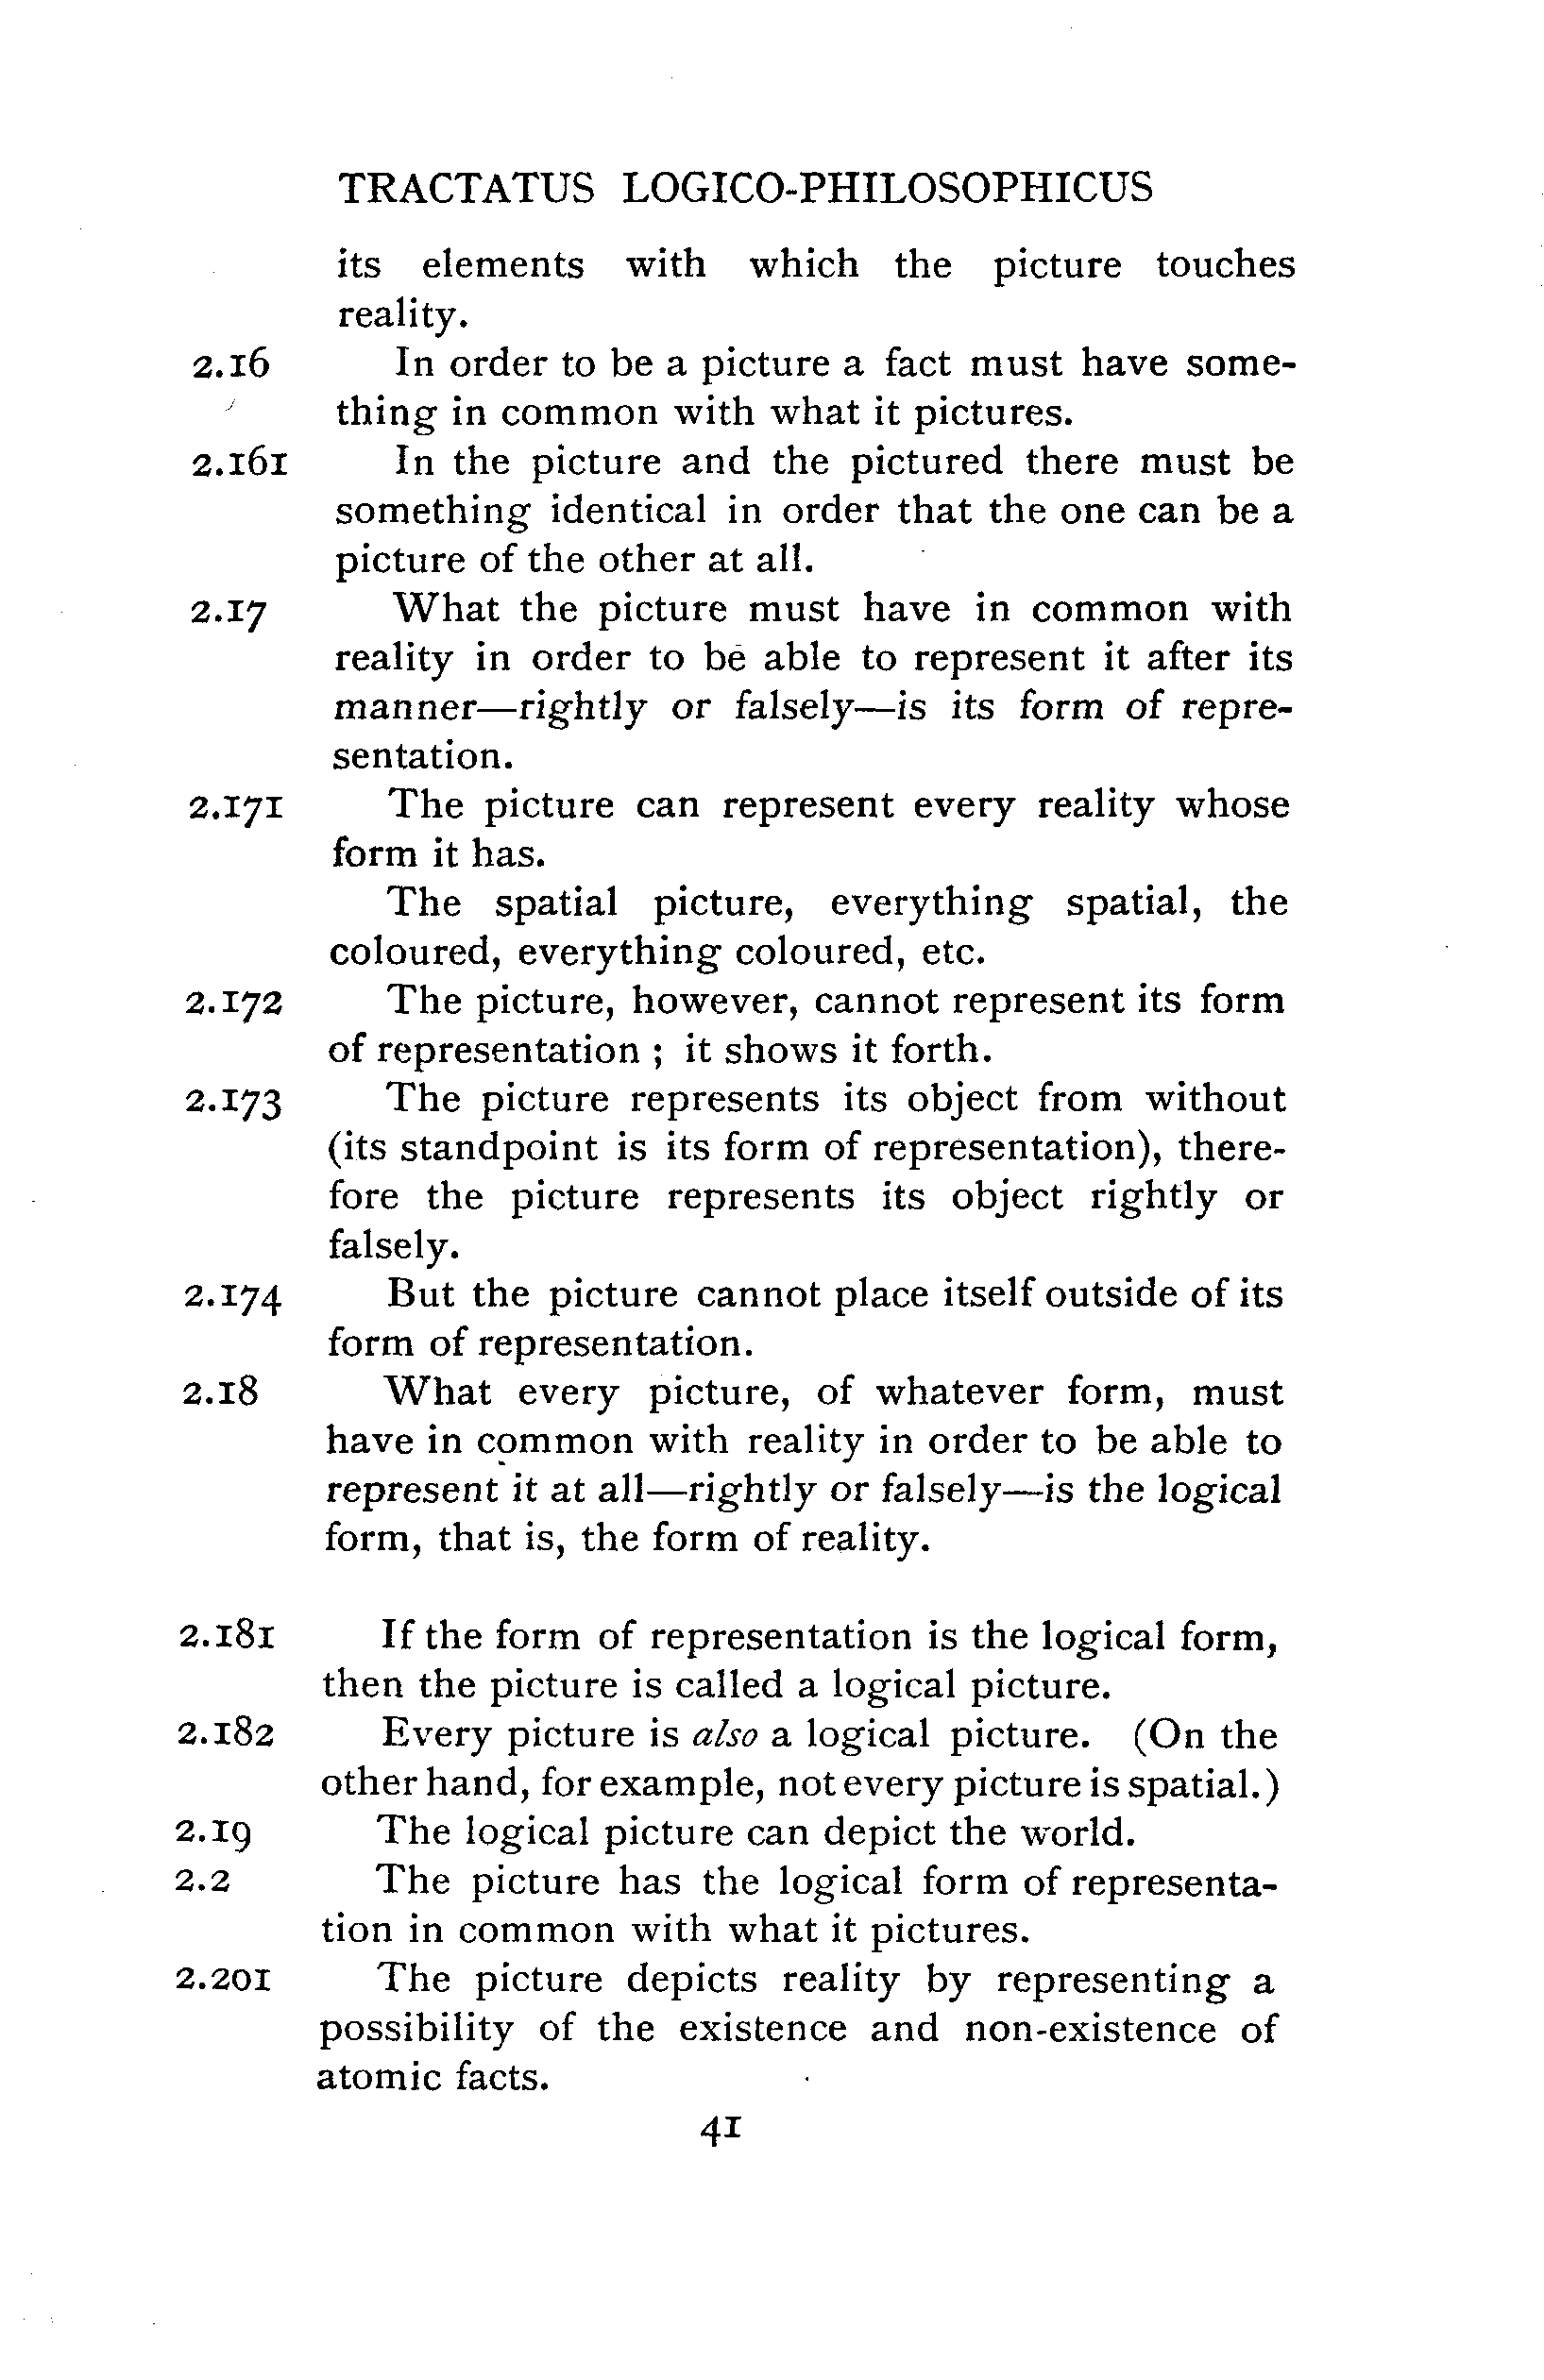 TRACTATUS LOGICO-PHILOSOPHICUS
its elements with which the picture touches
reality.
2.16 In order to be a picture a fact must have some-
thing in common with what it pictures.
2.161 In the picture and the pictured there must be
something identical in order that the one can be a
picture of the other at all.
2.17 What the picture must have in common with
reality in order to be able to represent it after its
manner—rightly or falsely—is its form of repre-
sentation.
2.171 The picture can represent every reality whose
form it has.
The spatial picture, everything spatial, the
coloured, everything coloured, etc.
2.172 The picture, however, cannot represent its form
of representation ; it shows it forth.
2.173 The picture represents its object from without
(its standpoint is its form of representation), there-
fore the picture represents its object rightly or
falsely.
2.174 But the picture cannot place itself outside of its
form of representation.
2.18 What every picture, of whatever form, must
have in common with reality in order to be able to
represent it at all—rightly or falsely—is the logical
form, that is, the form of reality.
2.181 If the form of representation is the logical form,
then the picture is called a logical picture.
2.182 Every picture is also a logical picture. (On the
other hand, for example, not every picture is spatial.)
2.19 The logical picture can depict the world.
2.2 The picture has the logical form of representa-
tion in common with what it pictures.
2.201 The picture depicts reality by representing a
possibility of the existence and non-existence of
atomic facts.
41